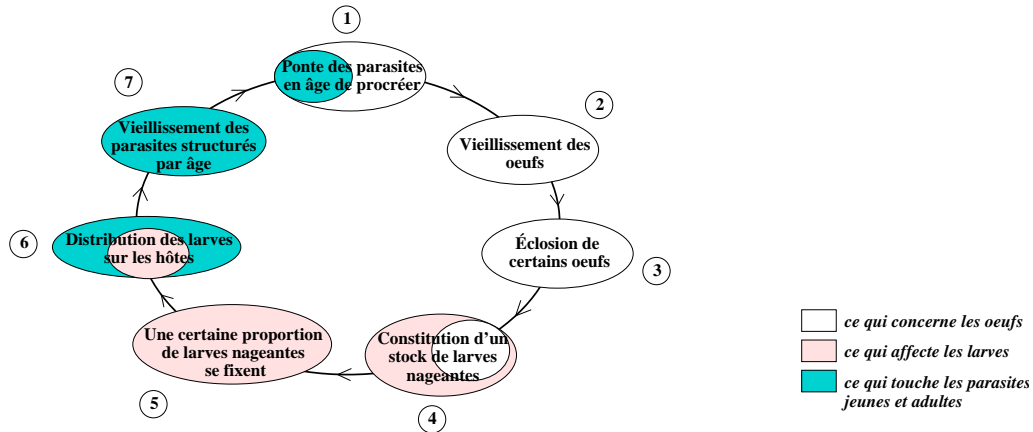 1
Ponte des parasites
en âge de procréer
2
Vieillissement des
oeufs
3
Éclosion de
certains oeufs
4
Constitution d'un
stock de larves
nageantes
5
Une certaine proportion
de larves nageantes
se fixent
6
Distribution des larves
sur les hôtes
7
Vieillissement des
parasites structurés
par âge
ce qui concerne les oeufs
ce qui affecte les larves
ce qui touche les parasites
jeunes et adultes